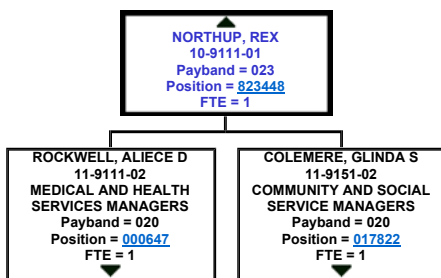 NORTHUP, REX
10-9111-01
Payband = 023
Position = 823448
FTE = 1
ROCKWELL, ALIECE D
11-9111-02
MEDICAL AND HEALTH
SERVICES MANAGERS
Payband = 020
Position = 000647
FTE = 1
COLEMERE, GLINDA S
11-9151-02
COMMUNITY AND SOCIAL
SERVICE MANAGERS
Payband = 020
Position = 017822
FTE = 1